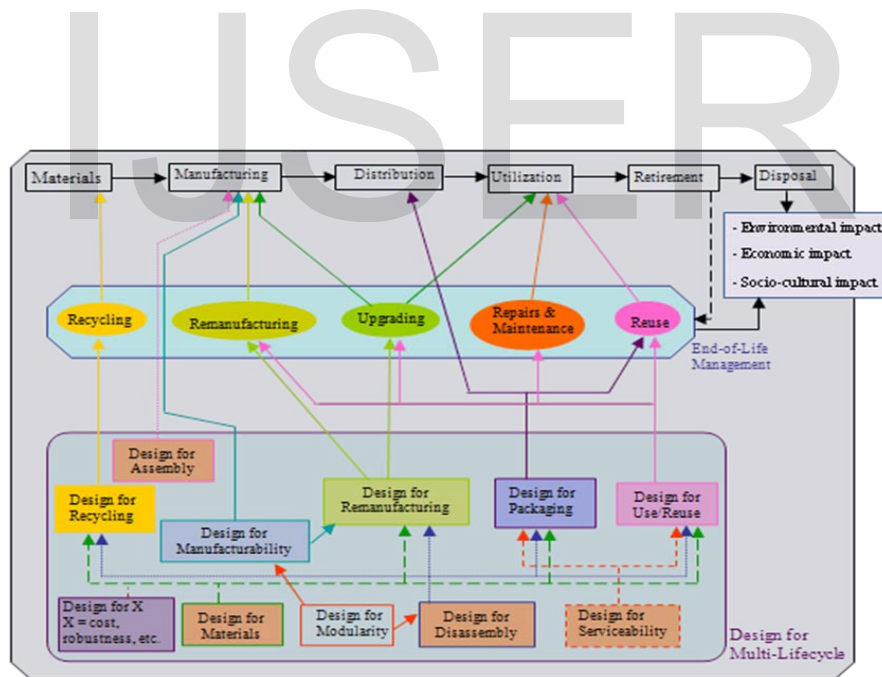 IJSER
Materials
Manufacturing
Distribution
Utilization
Retirement
Disposal
- Environmental impact
- Economic impact
- Socio-cultural impact
Recycling
Remanufacturing
Upgrading
Repairs &
Maintenance
Reuse
End-of-Life
Management
Design for
Assembly
Design for
Recycling
Design for
Manufacturability
Design for
Remanufacturing
Design for
Packaging
Design for
Use/Reuse
Design for X
X = cost,
robustness, etc.
Design for
Materials
Design for
Modularity
Design for
Disassembly
Design for
Serviceability
Design for
Multi-Lifecycle